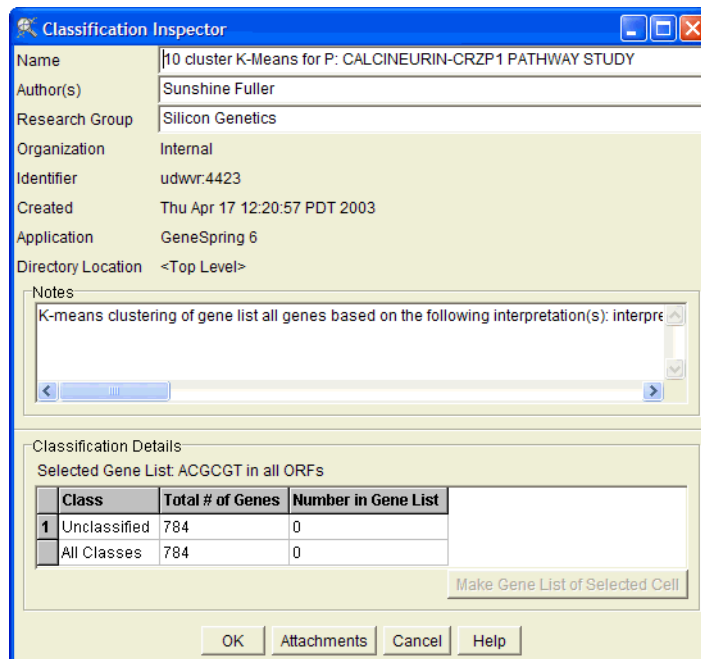 Classification Inspector
Name 10 cluster K-Means for P: CALCINEURIN-CRZP1 PATHWAY STUDY
Author(s) Sunshine Fuller
Research Group Silicon Genetics
Organization Internal
Identifier udwvr:4423
Created Thu Apr 17 12:20:57 PDT 2003
Application GeneSpring 6
Directory Location <Top Level>
Notes
K-means clustering of gene list all genes based on the following interpretation(s): interpre
Classification Details
Selected Gene List: ACGCGT in all ORFs
Class Total # of Genes Number in Gene List
1 Unclassified 784 0
All Classes 784 0
Make Gene List of Selected Cell
OK Attachments Cancel Help